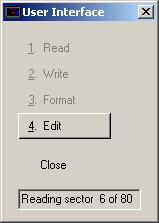 User Interface
1. Read
2. Write
3. Format
4. Edit
Close
Reading sector 6 of 80